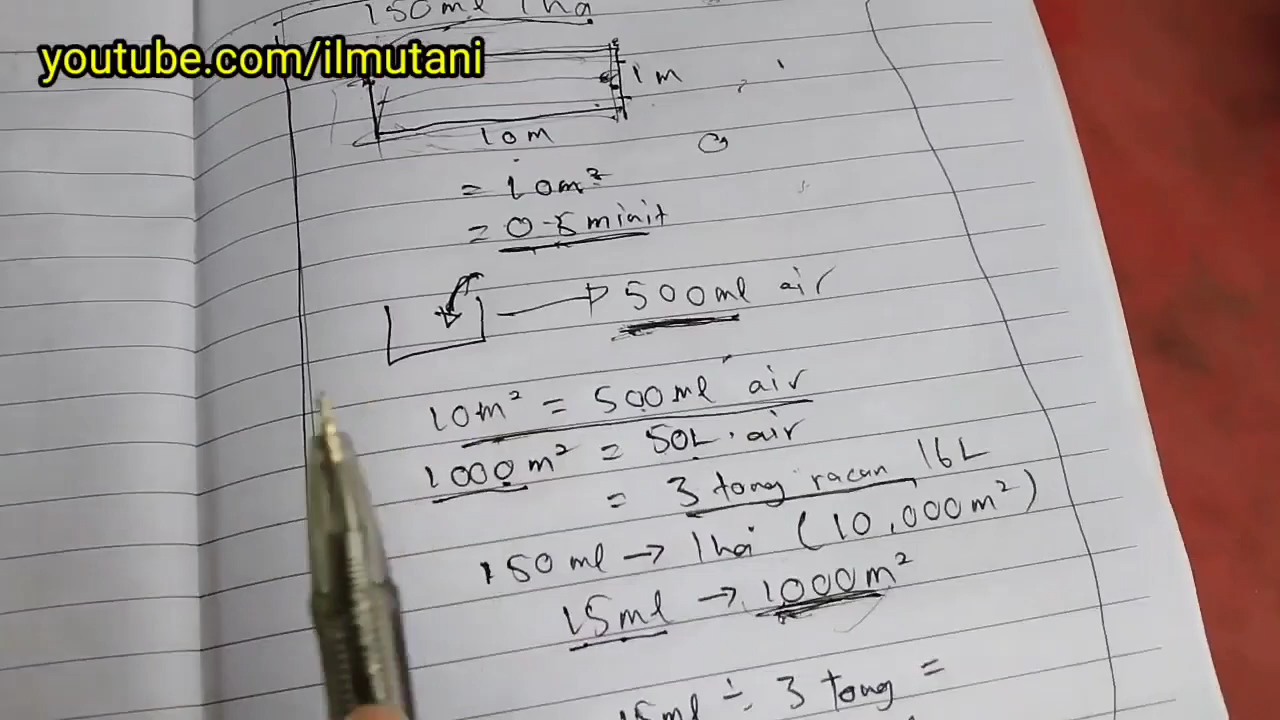 150ml 1ha
youtube.com/ilmutani
1m
10m
= 10m²
= 0.5 minit
500ml air
10m² = 500ml air
1000m² = 50L air
= 3 tong racun 16L
150ml → 1ha (10,000m²)
15ml → 1000m²
15ml ÷ 3 tong =